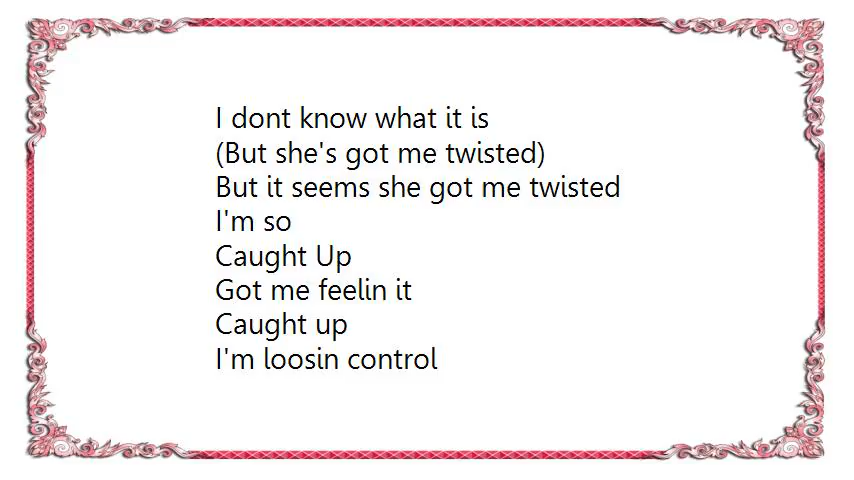 I dont know what it is
(But she's got me twisted)
But it seems she got me twisted
I'm so
Caught Up
Got me feelin it
Caught up
I'm loosin control